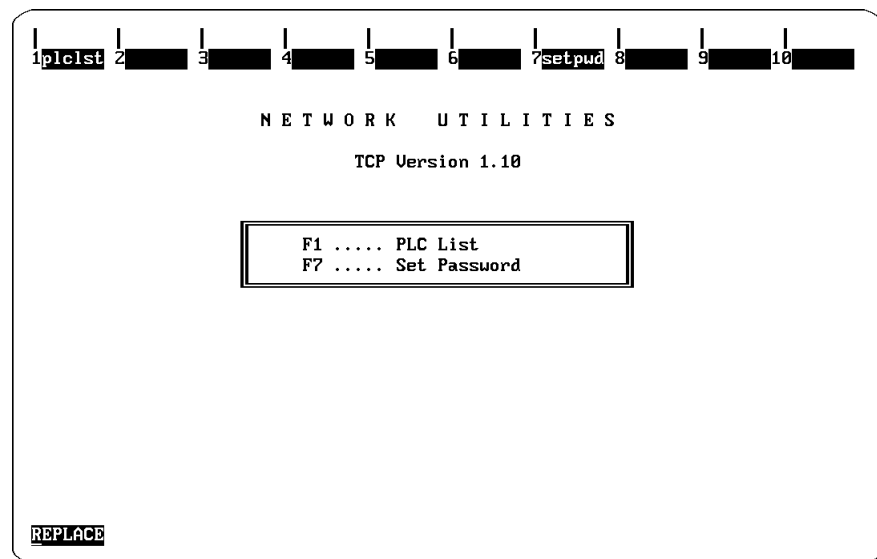 1plclst 2 3 4 5 6 7setpwd 8 9 10
N E T W O R K U T I L I T I E S
TCP Version 1.10
F1 ..... PLC List
F7 ..... Set Password
REPLACE